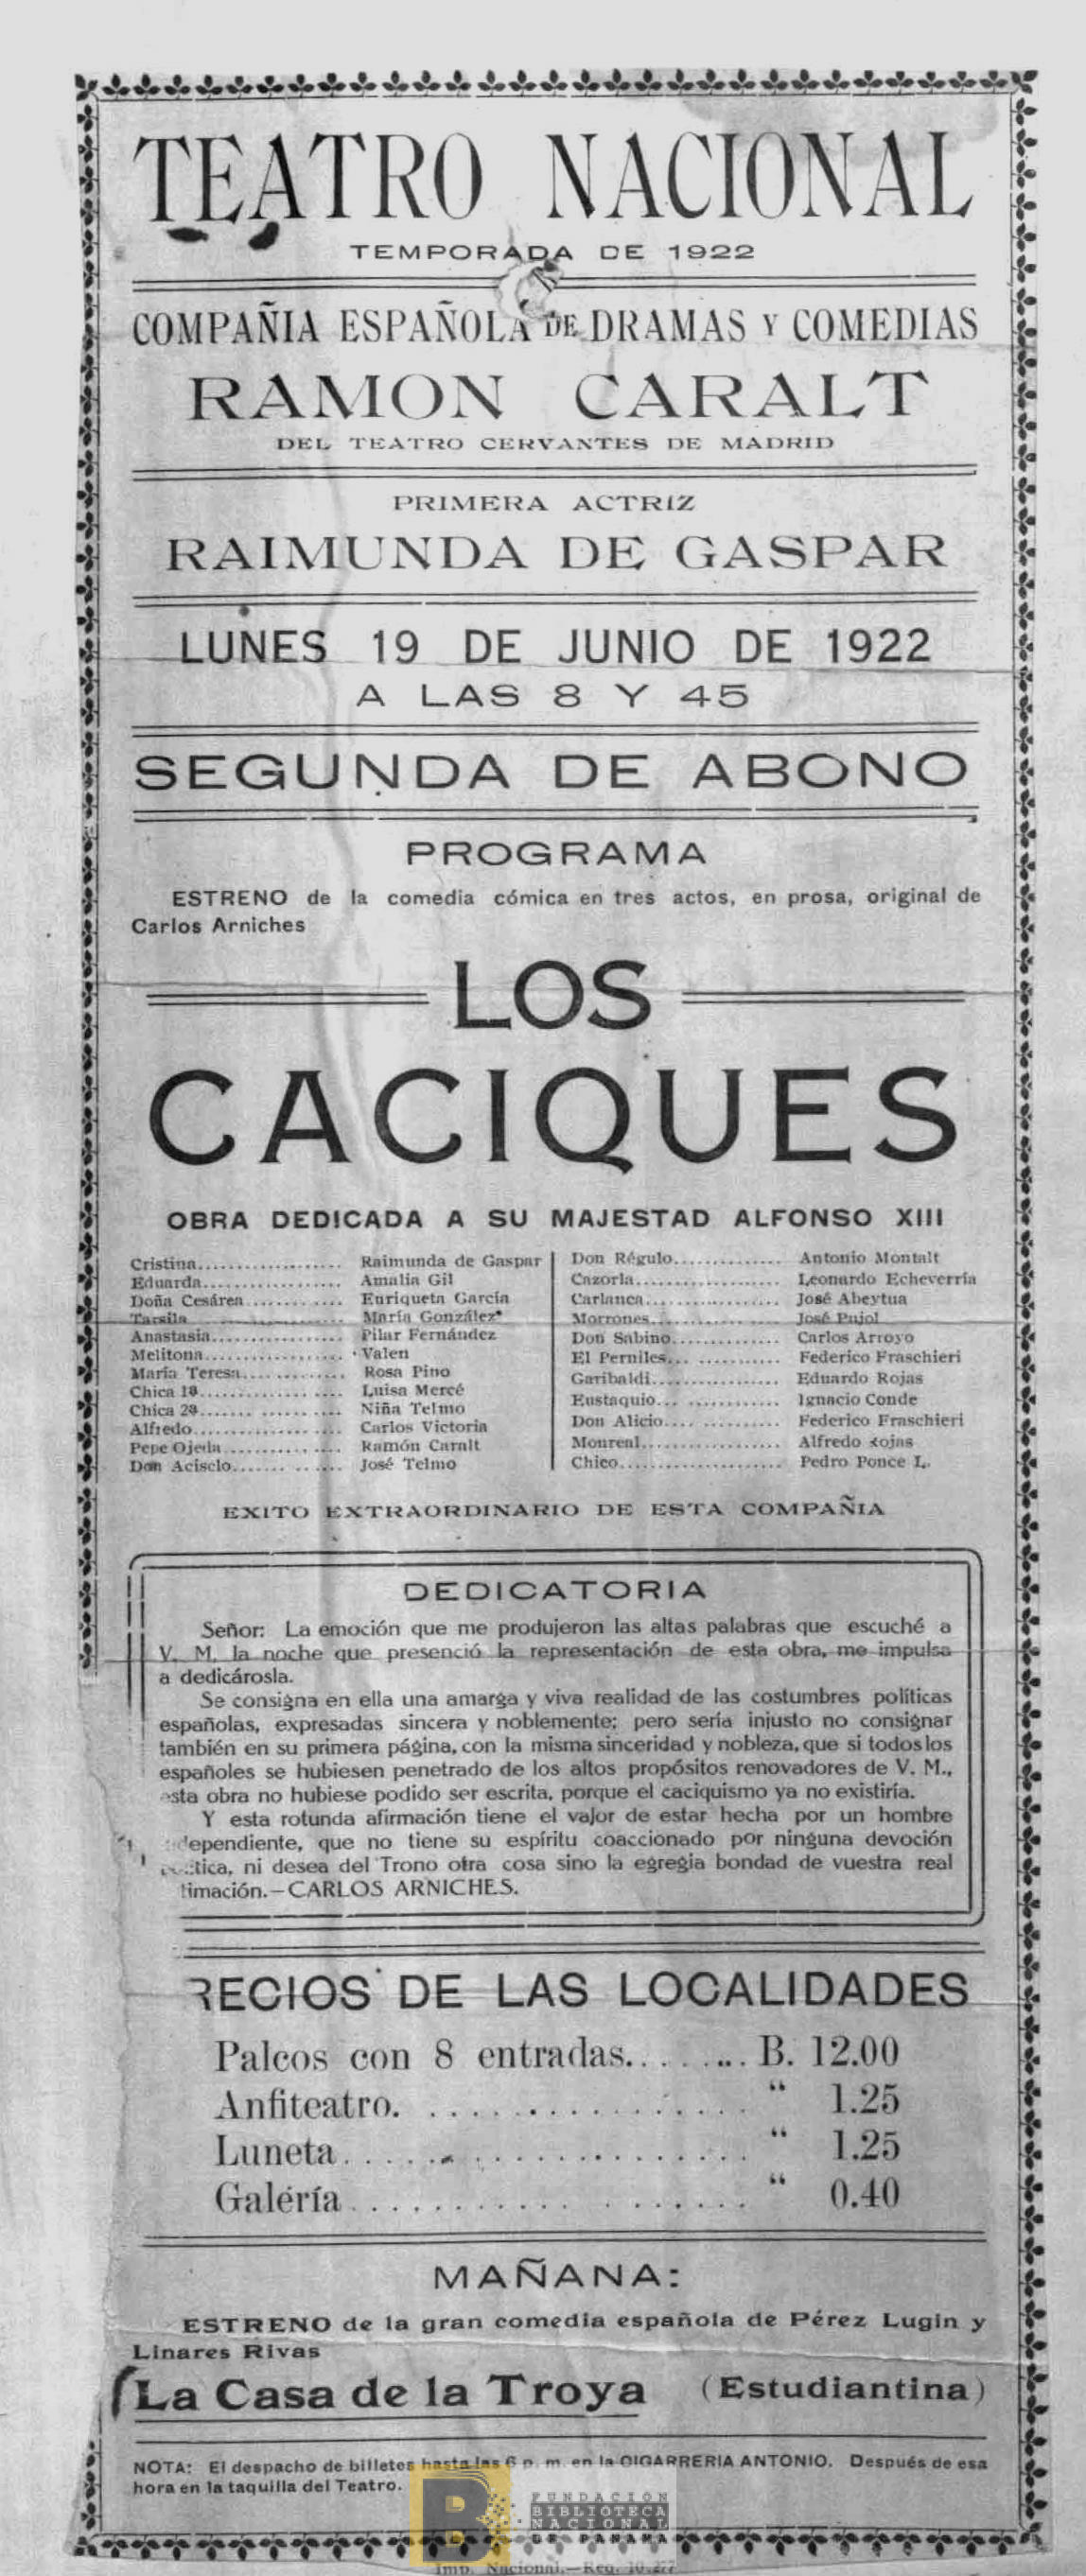 TEATRO NACIONAL
TEMPORADA DE 1922
COMPAÑIA ESPAÑOLA DE DRAMAS Y COMEDIAS
RAMON CARALT
DEL TEATRO CERVANTES DE MADRID
PRIMERA ACTRIZ
RAIMUNDA DE GASPAR
LUNES 19 DE JUNIO DE 1922
A LAS 8 Y 45
SEGUNDA DE ABONO
PROGRAMA
ESTRENO de la comedia cómica en tres actos, en prosa, original de
Carlos Arniches
LOS
CACIQUES
OBRA DEDICADA A SU MAJESTAD ALFONSO XIII
Cristina.................. Raimunda de Gaspar
Eduarda.................. Amalia Gil
Doña Cesárea............ Enriqueta García
Tarsila.................. María González
Anastasia................ Pilar Fernández
Melitona.................. Valen
María Teresa............. Rosa Pino
Chica 1ª.................. Luisa Mercé
Chica 2ª.................. Niña Telmo
Alfredo.................. Carlos Victoria
Pepe Ojeda............... Ramón Caralt
Don Acisclo.............. José Telmo
Don Régulo.............. Antonio Montalt
Cazorla.................. Leonardo Echeverría
Carlanca................. José Abeytua
Morrones................ José Pujol
Don Sabino.............. Carlos Arroyo
El Perniles............... Federico Fraschieri
Garibaldi................. Eduardo Rojas
Eustaquio................ Ignacio Conde
Don Alicio............... Federico Fraschieri
Monreal.................. Alfredo Rojas
Chico..................... Pedro Ponce L.
EXITO EXTRAORDINARIO DE ESTA COMPAÑIA
DEDICATORIA
Señor: La emoción que me produjeron las altas palabras que escuché a
V. M. la noche que presenció la representación de esta obra, me impulsa
a dedicárosla.
Se consigna en ella una amarga y viva realidad de las costumbres políticas
españolas, expresadas sincera y noblemente; pero sería injusto no consignar
también en su primera página, con la misma sinceridad y nobleza, que si todos los
españoles se hubiesen penetrado de los altos propósitos renovadores de V. M.,
esta obra no hubiese podido ser escrita, porque el caciquismo ya no existiría.
Y esta rotunda afirmación tiene el valor de estar hecha por un hombre
dependiente, que no tiene su espíritu coaccionado por ninguna devoción
tica, ni desea del Trono otra cosa sino la egregia bondad de vuestra real
timación.—CARLOS ARNICHES.
RECIOS DE LAS LOCALIDADES
Palcos con 8 entradas......... B. 12.00
Anfiteatro. .................. “ 1.25
Luneta...................... “ 1.25
Galería..................... “ 0.40
MAÑANA:
ESTRENO de la gran comedia española de Pérez Lugin y
Linares Rivas
La Casa de la Troya (Estudiantina)
NOTA: El despacho de billetes hasta las 6 p. m. en la CIGARRERIA ANTONIO. Después de esa
hora en la taquilla del Teatro.
B FUNDACION
BIBLIOTECA
NACIONAL
DE PANAMA
Imp. Nacional.—Req.